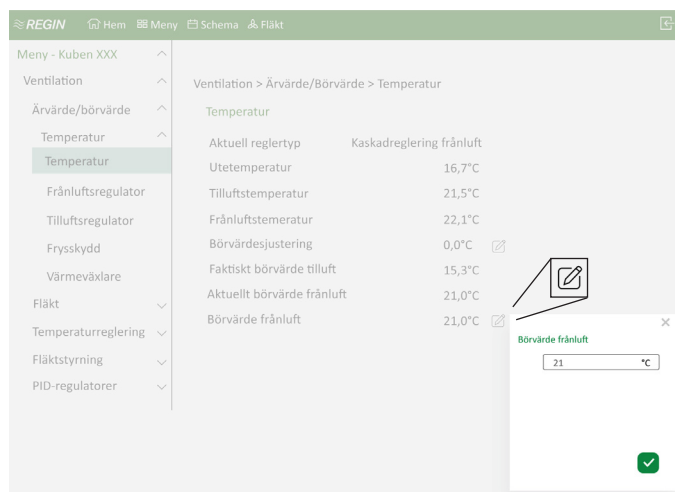 REGIN Hem Meny Schema Fläkt
Meny - Kuben XXX
Ventilation
Ärvärde/börvärde
Temperatur
Temperatur
Frånluftsregulator
Tilluftsregulator
Frysskydd
Värmeväxlare
Fläkt
Temperaturreglering
Fläktstyrning
PID-regulatorer
Ventilation > Ärvärde/Börvärde > Temperatur
Temperatur
Aktuell reglertyp Kaskadreglering frånluft
Utetemperatur 16,7°C
Tilluftstemperatur 21,5°C
Frånluftstemeratur 22,1°C
Börvärdesjustering 0,0°C
Faktiskt börvärde tilluft 15,3°C
Aktuellt börvärde frånluft 21,0°C
Börvärde frånluft 21,0°C
Börvärde frånluft
21 °C